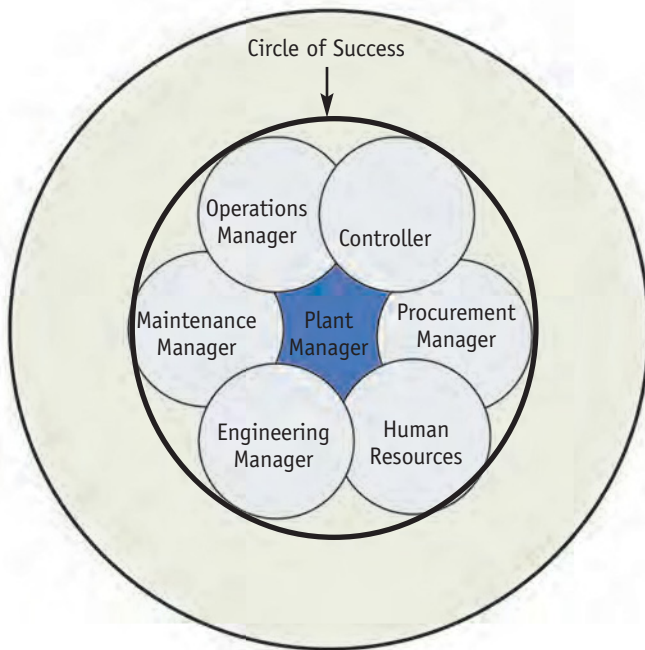 Circle of Success
Operations
Manager
Controller
Maintenance
Manager
Plant
Manager
Procurement
Manager
Engineering
Manager
Human
Resources